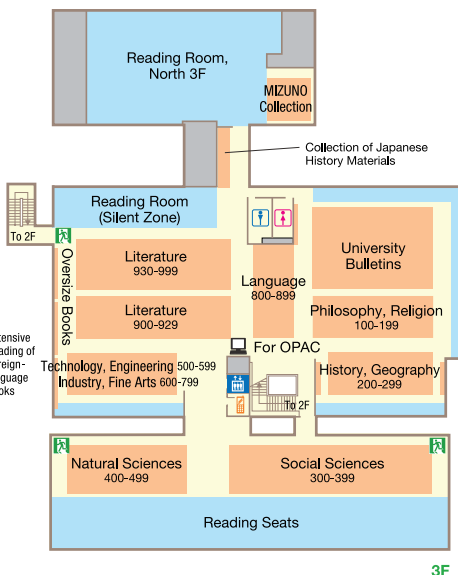 Reading Room,
North 3F
MIZUNO
Collection
Collection of Japanese
History Materials
Reading Room
(Silent Zone)
To 2F
Oversize Books
Literature
930-999
Language
800-899
University
Bulletins
Literature
900-929
Philosophy, Religion
100-199
For OPAC
ading of
reign-
Technology, Engineering 500-599
Industry, Fine Arts 600-799
History, Geography
200-299
To 2F
Natural Sciences
400-499
Social Sciences
300-399
Reading Seats
3F